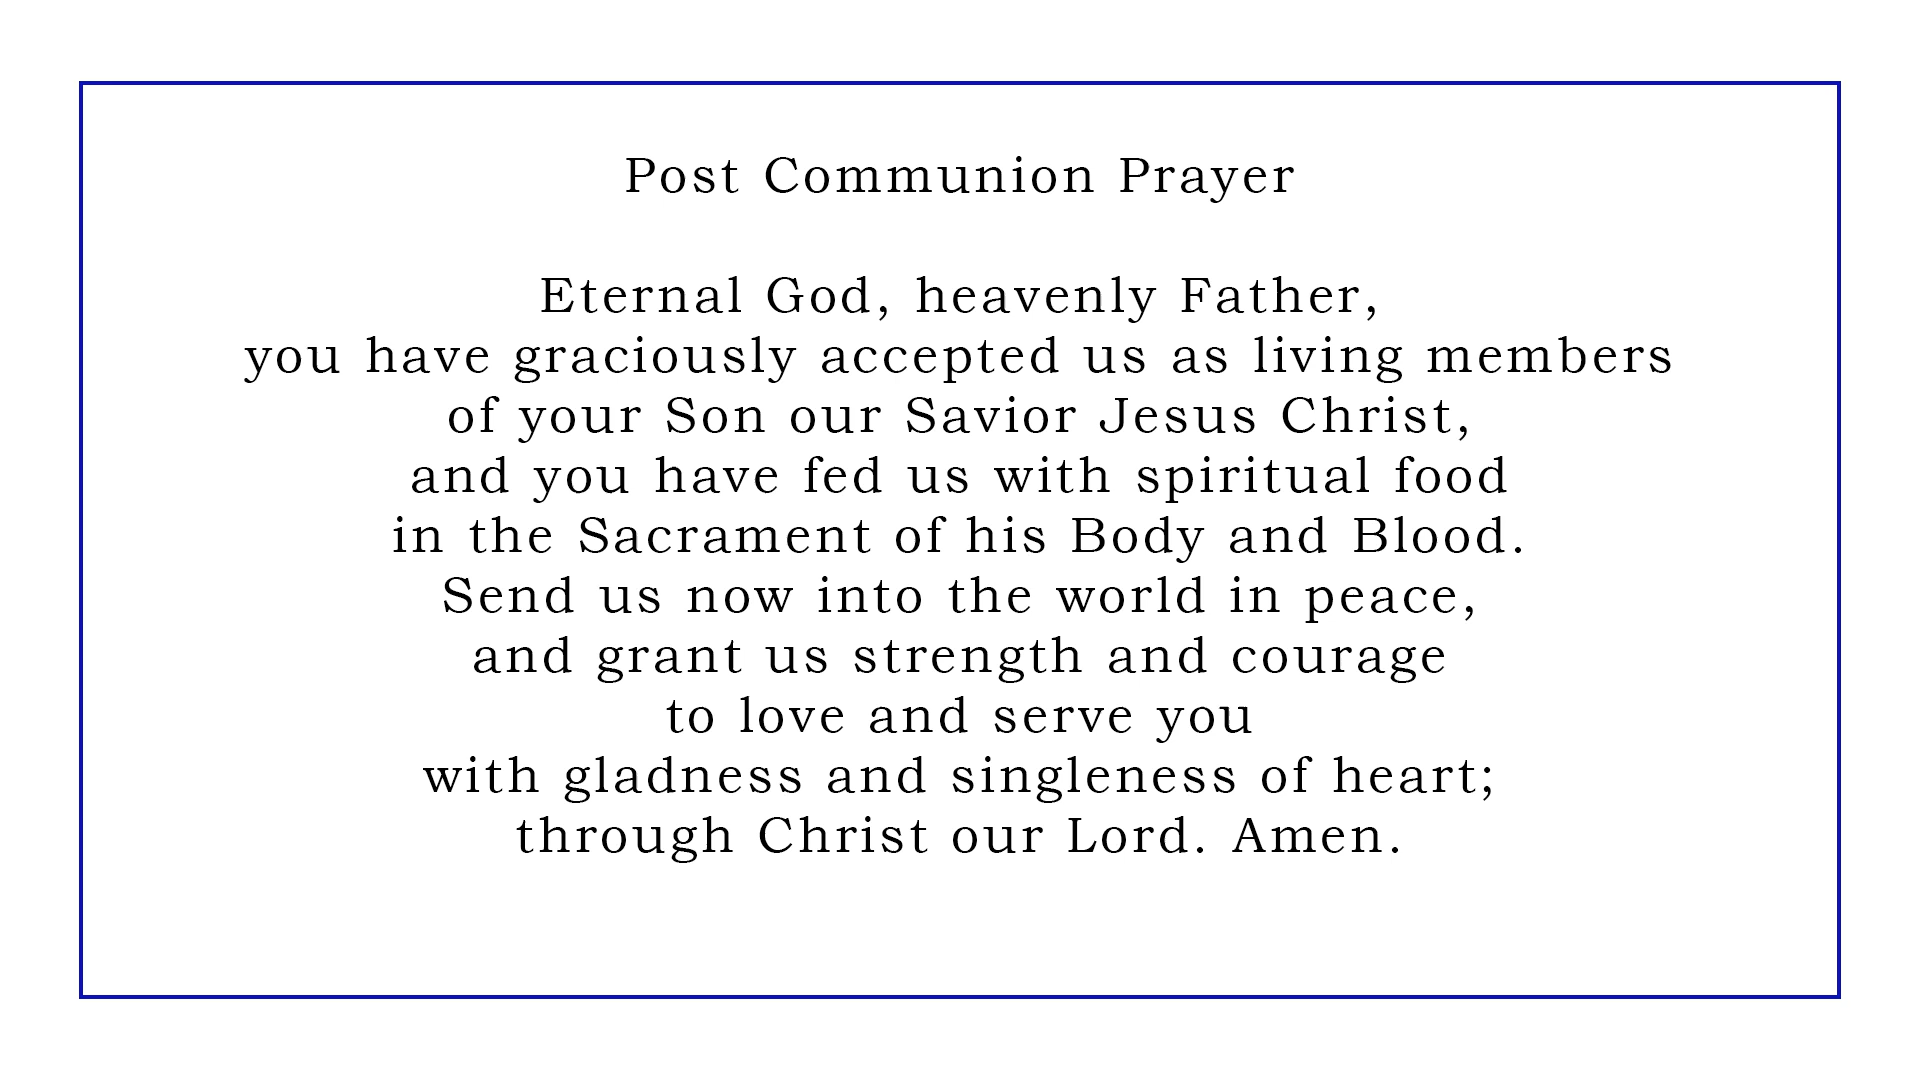 Post Communion Prayer
Eternal God, heavenly Father,
you have graciously accepted us as living members
of your Son our Savior Jesus Christ,
and you have fed us with spiritual food
in the Sacrament of his Body and Blood.
Send us now into the world in peace,
and grant us strength and courage
to love and serve you
with gladness and singleness of heart;
through Christ our Lord. Amen.